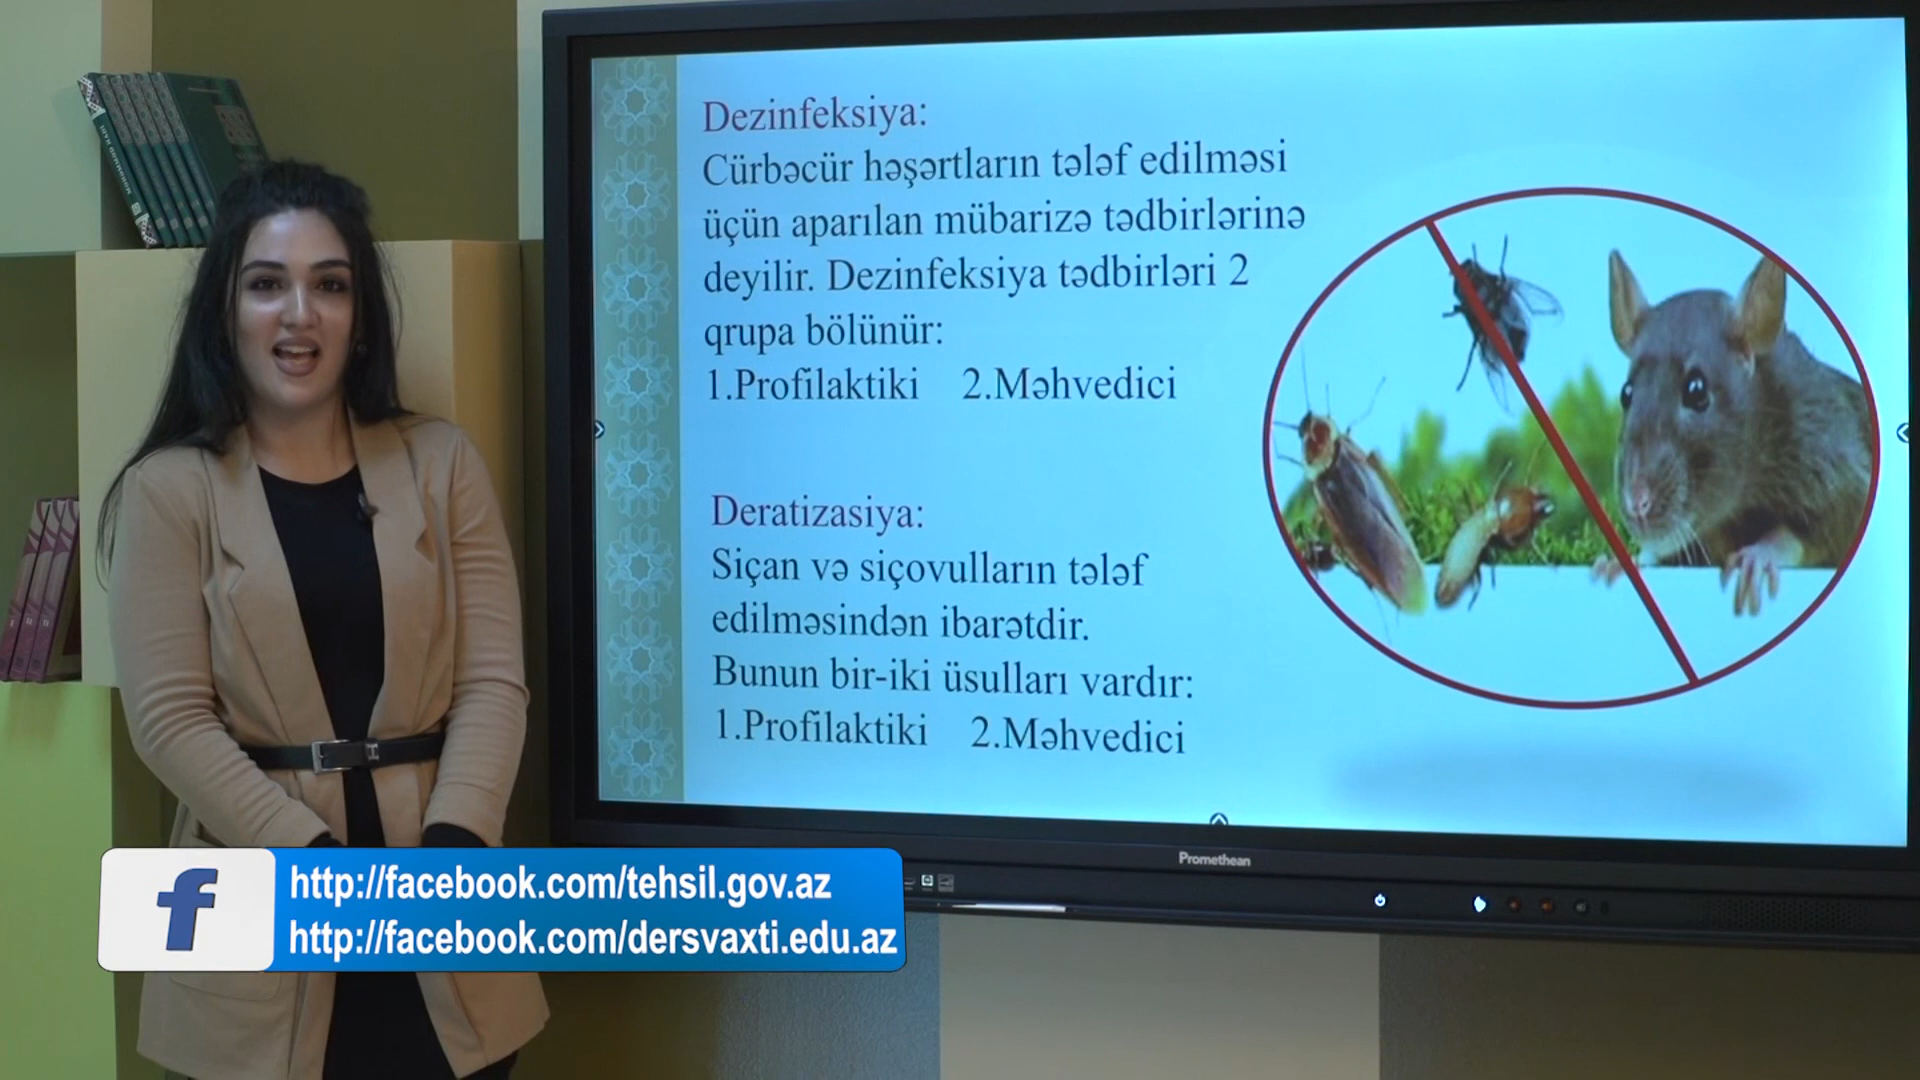 Dezinfeksiya:
Cürbəcür həşərtların tələf edilməsi
üçün aparılan mübarizə tədbirlərinə
deyilir. Dezinfeksiya tədbirləri 2
qrupa bölünür:
1.Profilaktiki 2.Məhvedici
Deratizasiya:
Siçan və siçovulların tələf
edilməsindən ibarətdir.
Bunun bir-iki üsulları vardır:
1.Profilaktiki 2.Məhvedici
Promethean
http://facebook.com/tehsil.gov.az
http://facebook.com/dersvaxti.edu.az